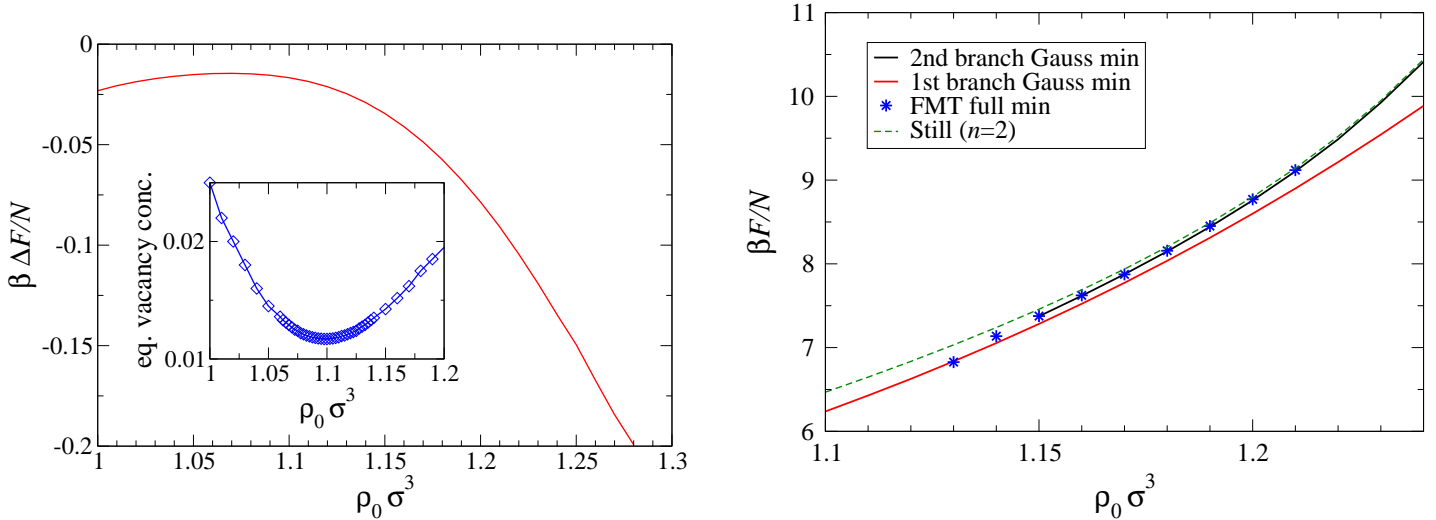 0
-0.05
-0.1
-0.15
-0.2
β ΔF/N
1
1.05
1.1
1.15
1.2
1.25
1.3
ρ0 σ^3
0.02
0.01
eq. vacancy conc.
1
1.05
1.1
1.15
1.2
ρ0 σ^3
11
10
9
8
7
6
βF/N
2nd branch Gauss min
1st branch Gauss min
FMT full min
Still (n=2)
1.1
1.15
1.2
ρ0 σ^3